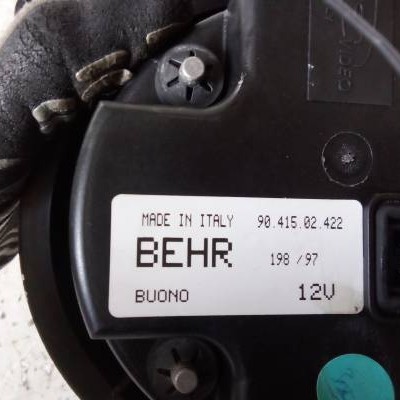 MADE IN ITALY 90.415.02.422
BEHR 198 / 97
BUONO 12V